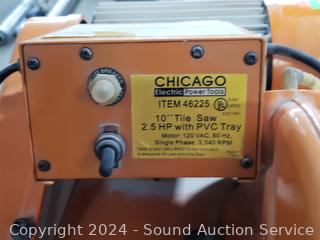 CHICAGO
Electric Power Tools
ITEM 46225
10" Tile Saw
2.5 HP with PVC Tray
Motor: 120 VAC, 60 Hz,
Single Phase, 3,340 RPM
Copyright 2024 - Sound Auction Service